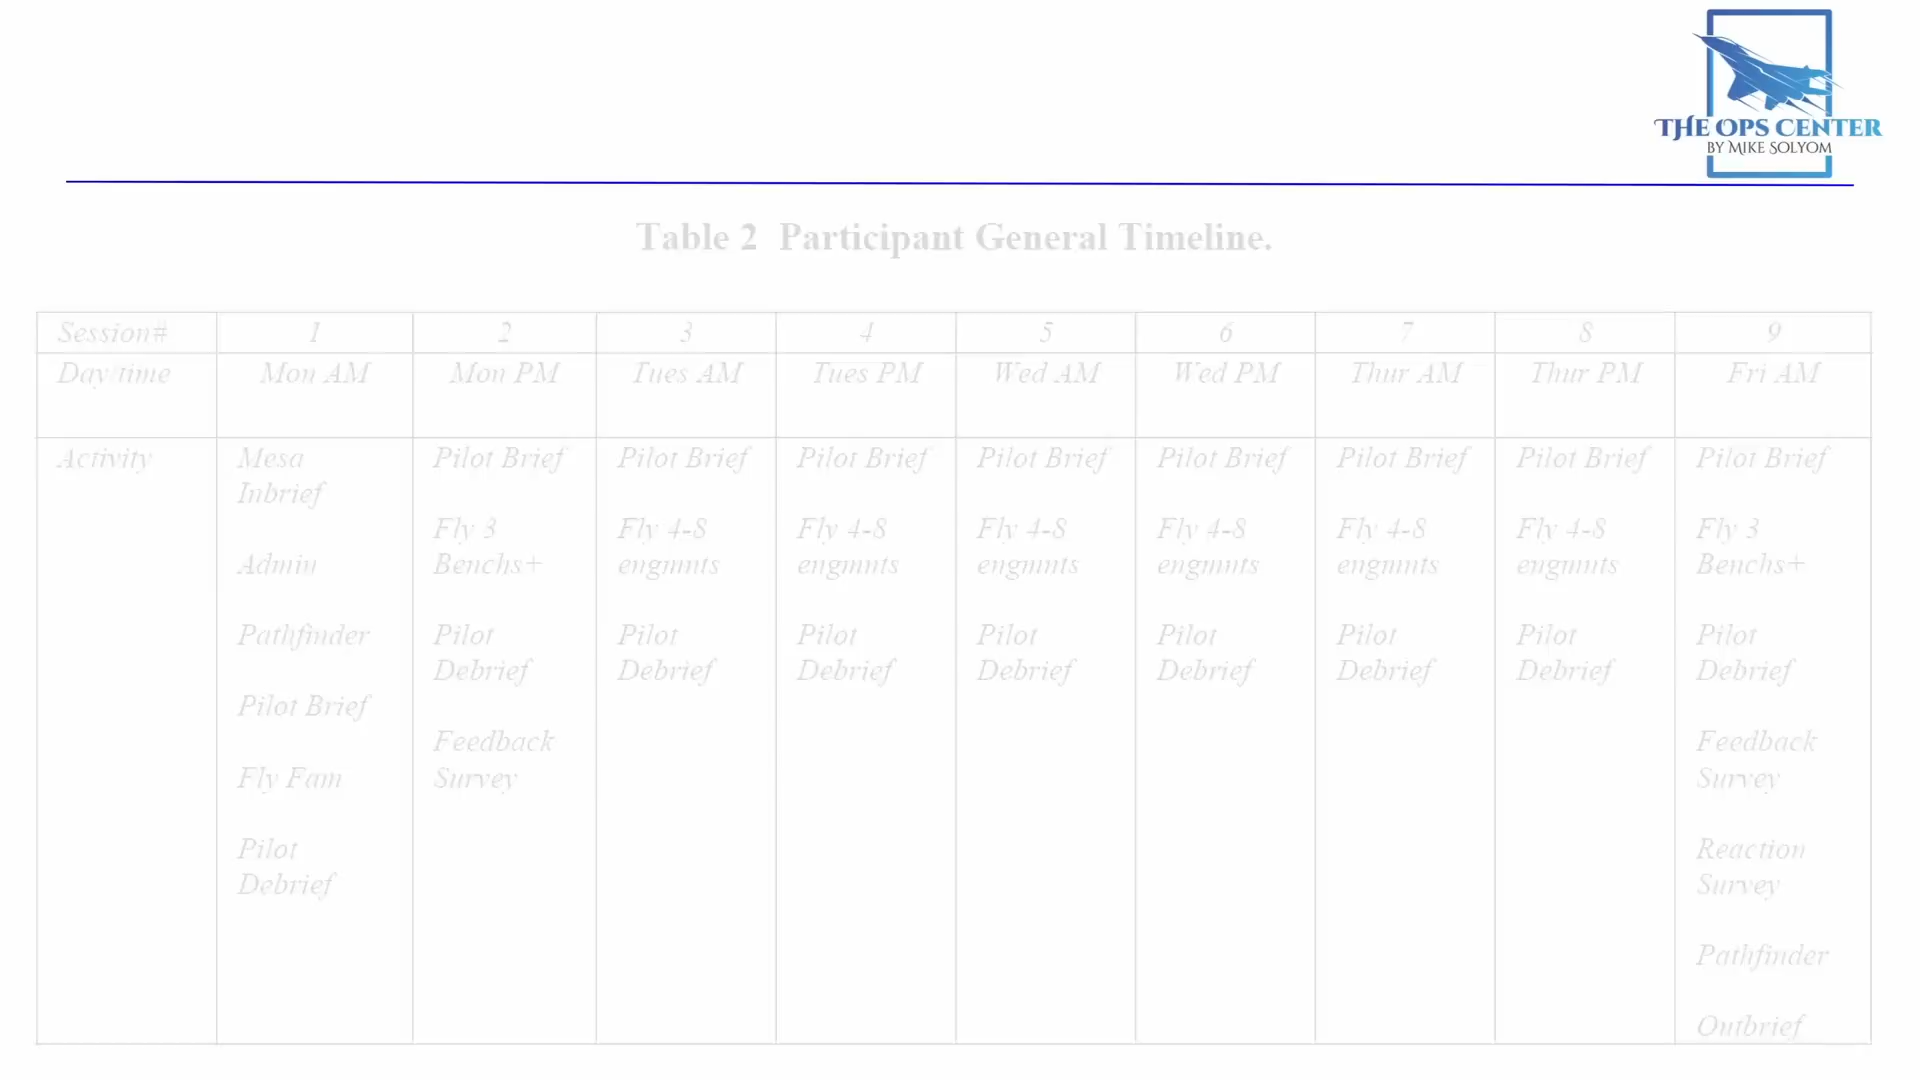 THE OPS CENTER
BY MIKE SOLYOM
Table 2 Participant General Timeline.
Session# 1 2 3 4 5 6 7 8 9
Day/time Mon AM Mon PM Tues AM Tues PM Wed AM Wed PM Thur AM Thur PM Fri AM
Activity Mesa Pilot Brief Pilot Brief Pilot Brief Pilot Brief Pilot Brief Pilot Brief Pilot Brief Pilot Brief
Inbrief
Fly 3 Fly 4-8 Fly 4-8 Fly 4-8 Fly 4-8 Fly 4-8 Fly 4-8 Fly 3
Admin Benchs+ engmnts engmnts engmnts engmnts engmnts engmnts Benchs+
Pathfinder Pilot Pilot Pilot Pilot Pilot Pilot Pilot Pilot
Debrief Debrief Debrief Debrief Debrief Debrief Debrief Debrief
Pilot Brief
Feedback Feedback
Fly Fam Survey Survey
Pilot Reaction
Debrief Survey
Pathfinder
Outbrief